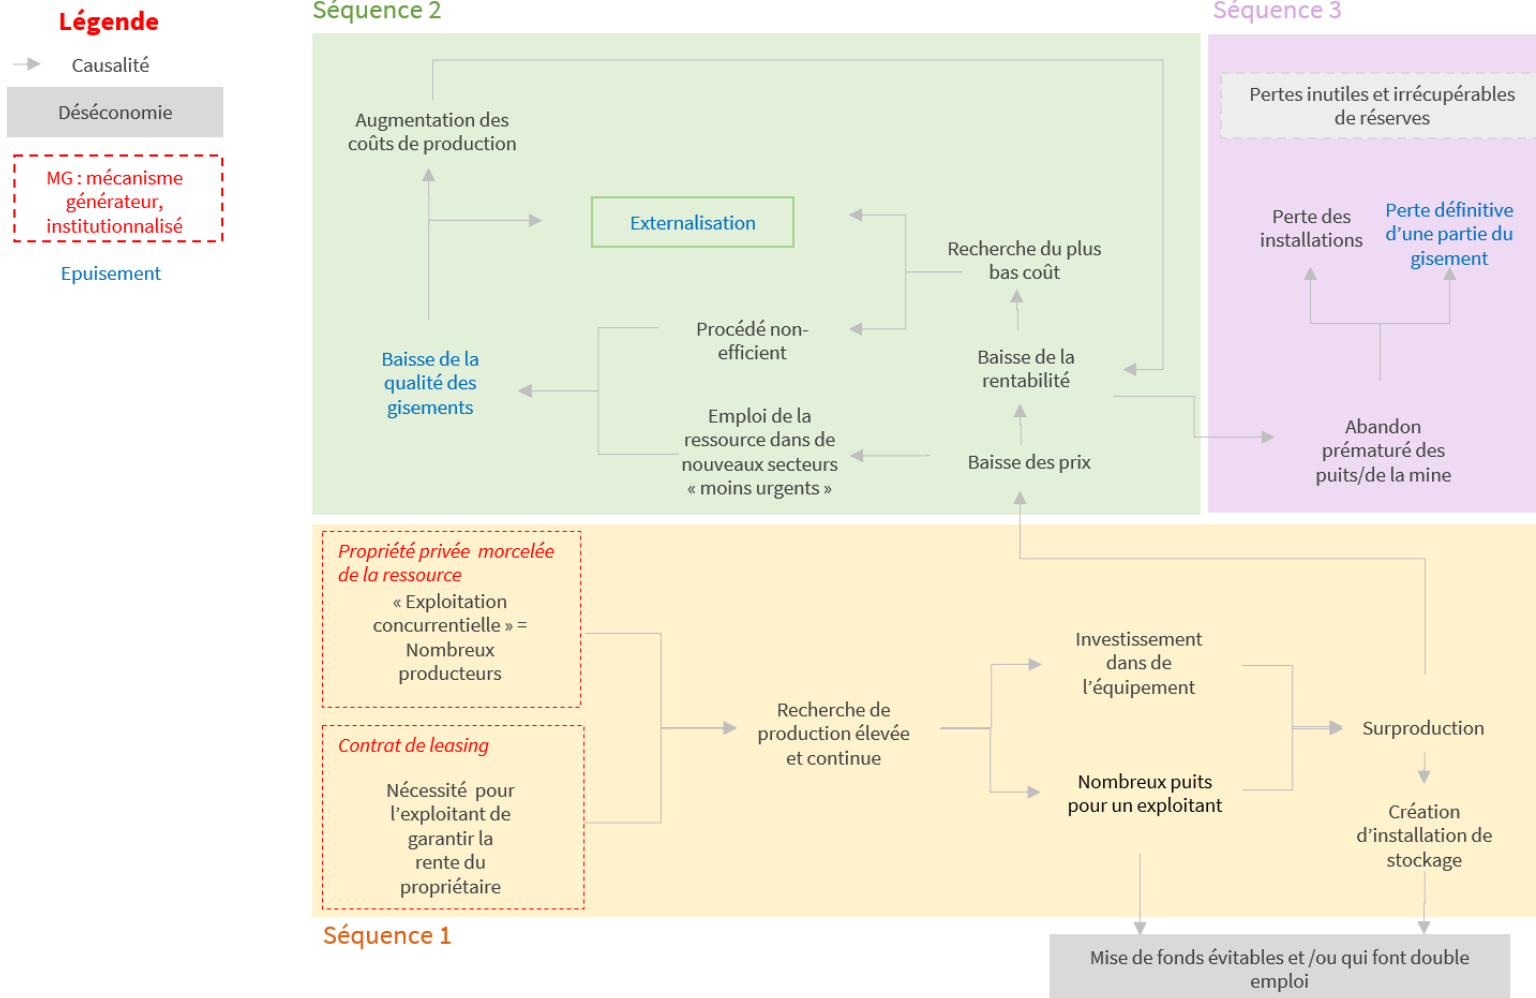 Légende
Causalité
Déséconomie
MG : mécanisme
générateur,
institutionnalisé
Epuisement
Séquence 2
Augmentation des
coûts de production
Externalisation
Recherche du plus
bas coût
Procédé non-
efficient
Baisse de la
rentabilité
Baisse de la
qualité des
gisements
Emploi de la
ressource dans de
nouveaux secteurs
« moins urgents »
Baisse des prix
Séquence 3
Pertes inutiles et irrécupérables
de réserves
Perte des
installations
Perte définitive
d’une partie du
gisement
Abandon
prématuré des
puits/de la mine
Propriété privée morcelée
de la ressource
« Exploitation
concurrentielle » =
Nombreux
producteurs
Contrat de leasing
Nécessité pour
l’exploitant de
garantir la
rente du
propriétaire
Recherche de
production élevée
et continue
Investissement
dans de
l’équipement
Nombreux puits
pour un exploitant
Surproduction
Création
d’installation de
stockage
Séquence 1
Mise de fonds évitables et /ou qui font double
emploi